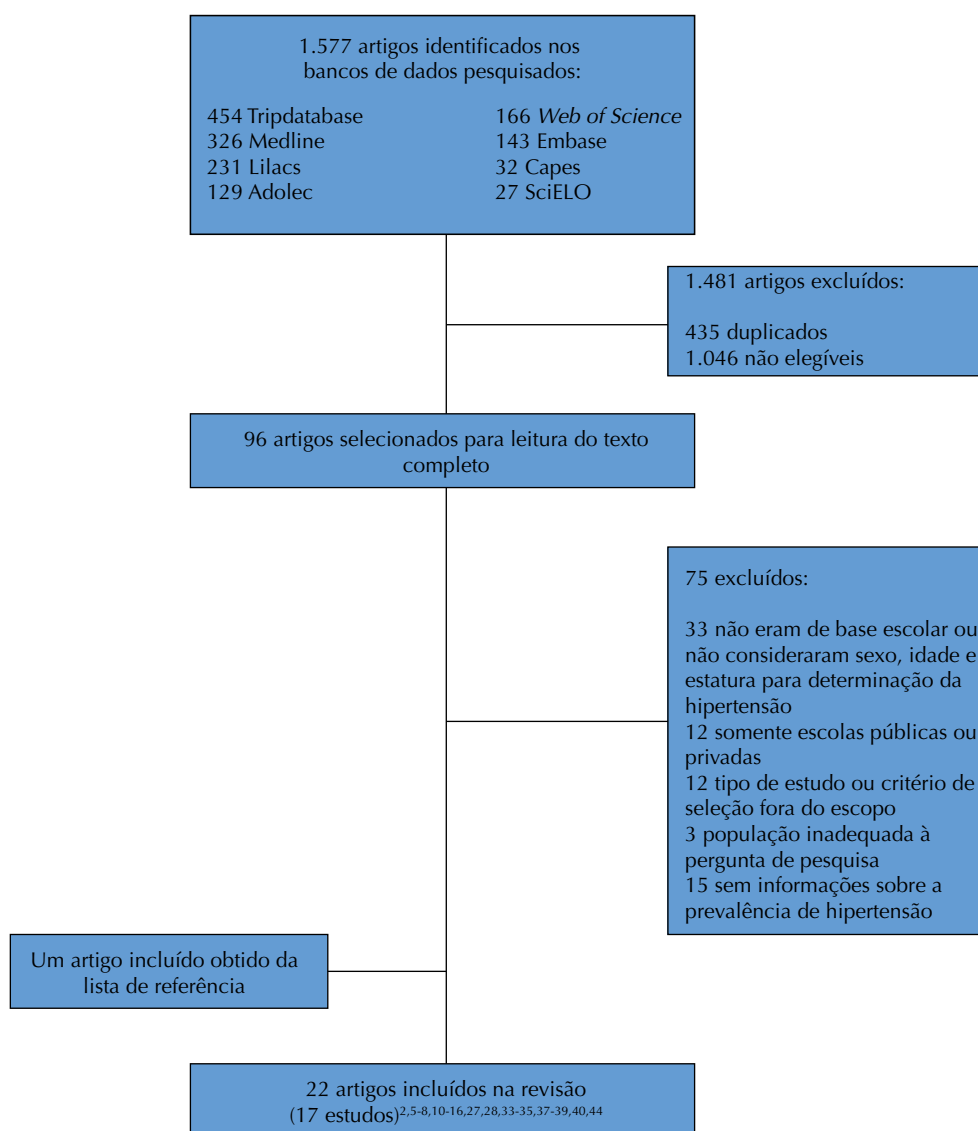 1.577 artigos identificados nos
bancos de dados pesquisados:
454 Tripdatabase
326 Medline
231 Lilacs
129 Adolec
166 Web of Science
143 Embase
32 Capes
27 SciELO
1.481 artigos excluídos:
435 duplicados
1.046 não elegíveis
96 artigos selecionados para leitura do texto
completo
75 excluídos:
33 não eram de base escolar ou
não consideraram sexo, idade e
estatura para determinação da
hipertensão
12 somente escolas públicas ou
privadas
12 tipo de estudo ou critério de
seleção fora do escopo
3 população inadequada à
pergunta de pesquisa
15 sem informações sobre a
prevalência de hipertensão
Um artigo incluído obtido da
lista de referência
22 artigos incluídos na revisão
(17 estudos)2,5-8,10-16,27,28,33-35,37-39,40,44